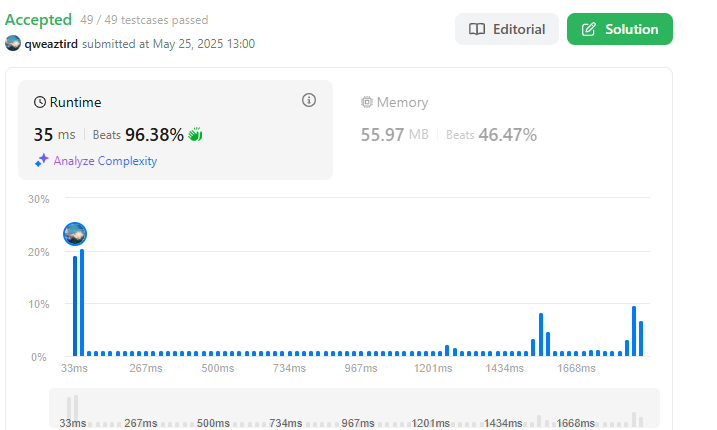 Accepted 49 / 49 testcases passed
qweaztird submitted at May 25, 2025 13:00
Editorial
Solution
Runtime
35 ms Beats 96.38%
Analyze Complexity
Memory
55.97 MB Beats 46.47%
30%
20%
10%
0%
33ms 267ms 500ms 734ms 967ms 1201ms 1434ms 1668ms
33ms 267ms 500ms 734ms 967ms 1201ms 1434ms 1668ms